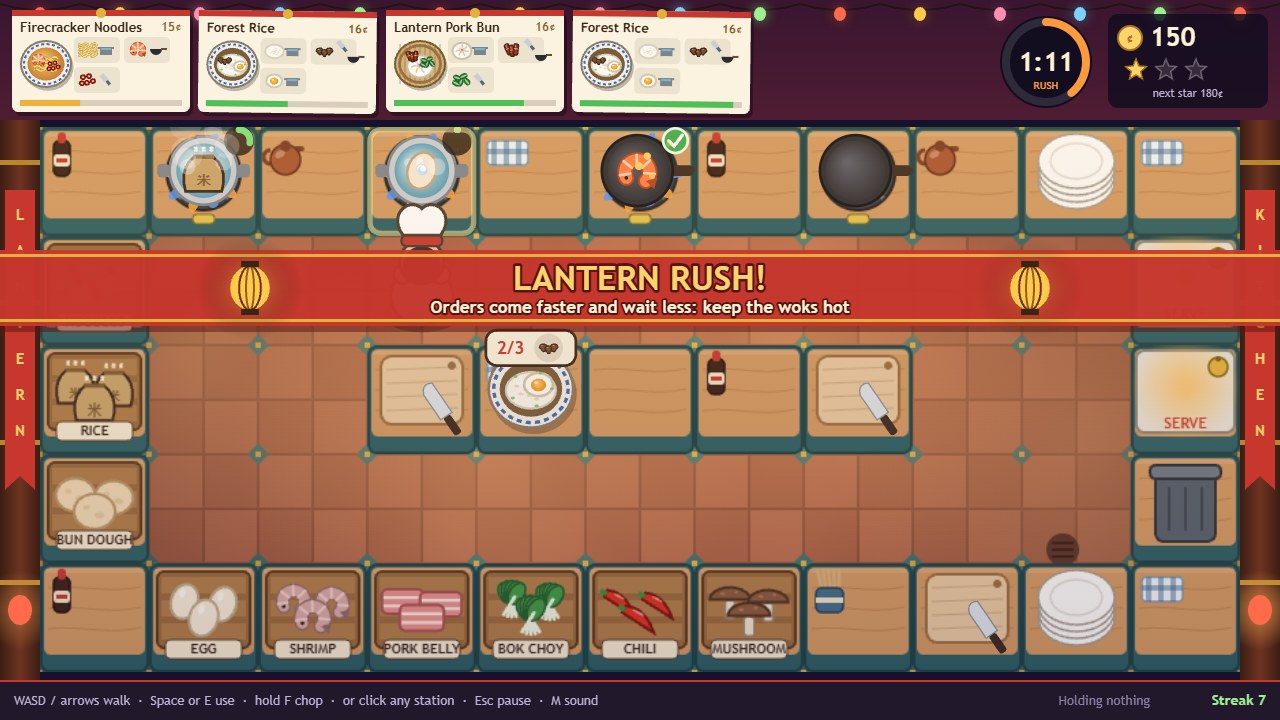 Firecracker Noodles 15¢
Forest Rice 16¢
Lantern Pork Bun 16¢
Forest Rice 16¢
1:11
RUSH
¢ 150
next star 180¢
米
L
K
LANTERN RUSH!
Orders come faster and wait less: keep the woks hot
2/3
E
R
N
H
E
N
米
RICE
SERVE
BUN DOUGH
EGG
SHRIMP
PORK BELLY
BOK CHOY
CHILI
MUSHROOM
WASD / arrows walk · Space or E use · hold F chop · or click any station · Esc pause · M sound
Holding nothing
Streak 7